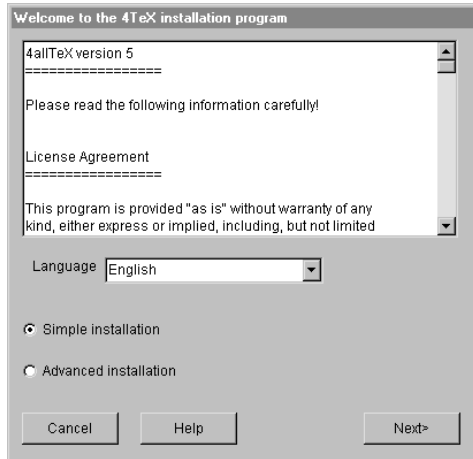 Welcome to the 4TeX installation program
4allTeX version 5
=================
Please read the following information carefully!
License Agreement
=================
This program is provided "as is" without warranty of any
kind, either express or implied, including, but not limited
Language English
Simple installation
Advanced installation
Cancel Help Next>